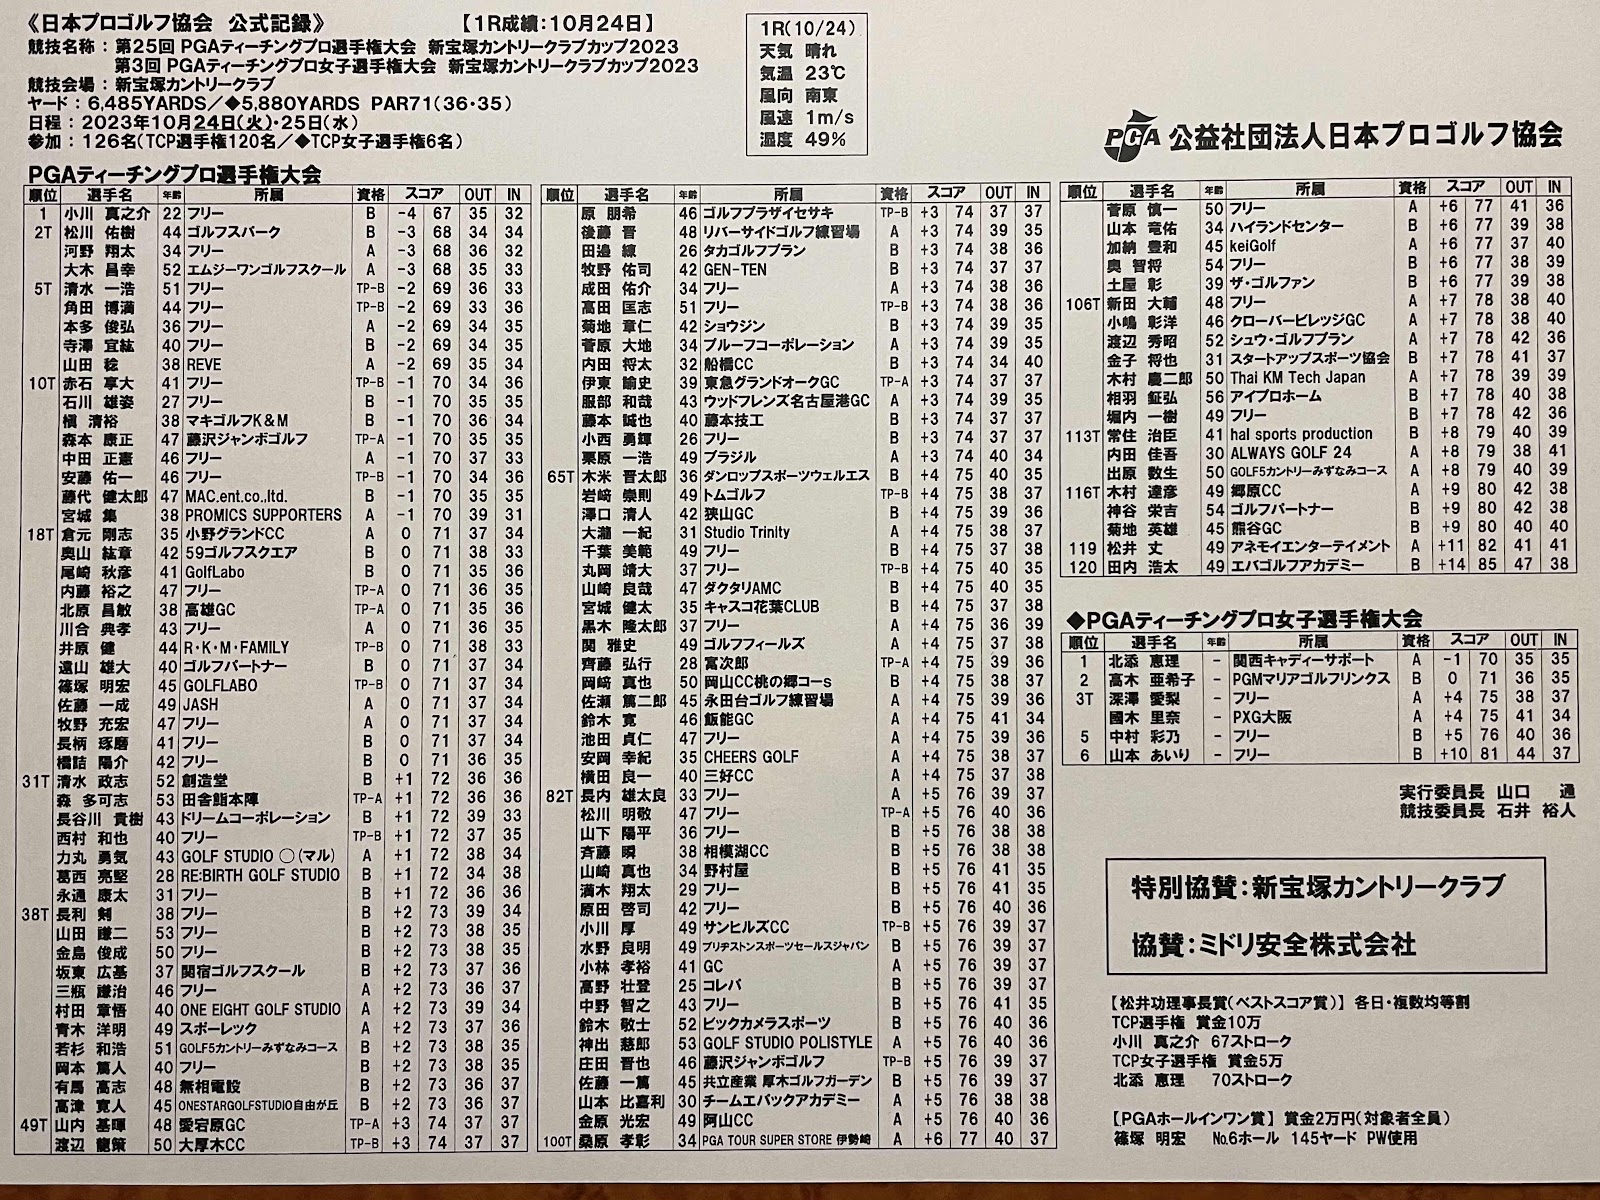 《日本プロゴルフ協会 公式記録》 【1R成績：10月24日】
競技名称：第25回 PGAティーチングプロ選手権大会 新宝塚カントリークラブカップ2023
第3回 PGAティーチングプロ女子選手権大会 新宝塚カントリークラブカップ2023
競技会場：新宝塚カントリークラブ
ヤード：6,485YARDS／◆5,880YARDS PAR71(36・35)
日程：2023年10月24日(火)・25日(水)
参加：126名(TCP選手権120名／◆TCP女子選手権6名)
1R(10/24)
天気 晴れ
気温 23℃
風向 南東
風速 1m/s
湿度 49%
PGA 公益社団法人日本プロゴルフ協会
PGAティーチングプロ選手権大会
順位 選手名 年齢 所属 資格 スコア OUT IN
1 小川 真之介 22 フリー B -4 67 35 32
2T 松川 佑樹 44 ゴルフスパーク B -3 68 34 34
河野 翔太 34 フリー A -3 68 36 32
大木 昌幸 52 エムジーワンゴルフスクール A -3 68 35 33
5T 清水 一浩 51 フリー TP-B -2 69 36 33
角田 博満 44 フリー TP-B -2 69 33 36
本多 俊弘 36 フリー A -2 69 34 35
寺澤 宜紘 40 フリー B -2 69 34 35
山田 稔 38 REVE A -2 69 35 34
10T 赤石 享大 41 フリー TP-B -1 70 34 36
石川 雄姿 27 フリー B -1 70 35 35
槇 清裕 38 マキゴルフK&M B -1 70 36 34
森本 康正 47 藤沢ジャンボゴルフ TP-A -1 70 35 35
中田 正憲 46 フリー A -1 70 37 33
安藤 佑一 46 フリー TP-B -1 70 34 36
藤代 健太郎 47 MAC.ent.co.,ltd. B -1 70 35 35
宮城 集 38 PROMICS SUPPORTERS A -1 70 39 31
18T 倉元 剛志 35 小野グランドCC A 0 71 37 34
奥山 紘章 42 59ゴルフスクエア B 0 71 38 33
尾崎 秋彦 41 GolfLabo B 0 71 35 36
内藤 裕之 47 フリー TP-A 0 71 36 35
北原 昌敏 38 高雄GC TP-A 0 71 35 36
川合 典孝 43 フリー A 0 71 36 35
井原 健 44 R・K・M・FAMILY TP-B 0 71 38 33
遠山 雄大 40 ゴルフパートナー B 0 71 37 34
篠塚 明宏 45 GOLFLABO TP-B 0 71 37 34
佐藤 一成 49 JASH A 0 71 37 34
牧野 充宏 47 フリー A 0 71 37 34
長柄 琢磨 41 フリー B 0 71 37 34
橋詰 陽介 42 フリー B 0 71 36 35
31T 清水 政志 52 創造堂 B +1 72 36 36
森 多可志 53 田舎鮨本陣 TP-A +1 72 36 36
長谷川 貴樹 43 ドリームコーポレーション B +1 72 39 33
西村 和也 40 フリー TP-B +1 72 37 35
力丸 勇気 43 GOLF STUDIO ○(マル) A +1 72 38 34
葛西 亮堅 28 RE:BIRTH GOLF STUDIO B +1 72 34 38
永通 康太 31 フリー B +1 72 37 35
38T 長利 剣 38 フリー B +2 73 39 34
山田 謙二 53 フリー B +2 73 38 35
金島 俊成 50 フリー B +2 73 38 35
坂東 広基 37 関宿ゴルフスクール B +2 73 37 36
三瓶 謙治 46 フリー A +2 73 36 37
村田 章悟 40 ONE EIGHT GOLF STUDIO A +2 73 39 34
青木 洋明 49 スポーレック A +2 73 37 36
若杉 和浩 51 GOLF5カントリーみずなみコース A +2 73 38 35
岡本 篤人 40 フリー B +2 73 38 35
有馬 高志 48 無相電設 B +2 73 36 37
高津 寛人 45 ONESTARGOLFSTUDIO自由が丘 B +2 73 36 37
49T 山内 基暉 48 愛宕原GC TP-A +3 74 37 37
渡辺 龍策 50 大厚木CC TP-B +3 74 37 37
順位 選手名 年齢 所属 資格 スコア OUT IN
原 朋希 46 ゴルフプラザイセサキ TP-B +3 74 37 37
後藤 晋 48 リバーサイドゴルフ練習場 A +3 74 39 35
田邉 線 26 タカゴルフプラン B +3 74 38 36
牧野 佑司 42 GEN-TEN B +3 74 37 37
成田 佑介 34 フリー A +3 74 38 36
高田 匡志 51 フリー TP-B +3 74 38 36
菊地 章仁 42 ショウジン B +3 74 39 35
菅原 大地 34 ブルーフコーポレーション A +3 74 39 35
内田 将太 32 船橋CC B +3 74 34 40
伊東 諭史 39 東急グランドオークGC TP-A +3 74 37 37
服部 和哉 43 ウッドフレンズ名古屋港GC A +3 74 39 35
藤本 誠也 40 藤本技工 B +3 74 37 37
小西 勇輝 26 フリー B +3 74 37 37
栗原 一浩 49 ブラジル A +3 74 40 34
65T 木米 晋太郎 36 ダンロップスポーツウェルエス B +4 75 40 35
岩﨑 崇則 49 トムゴルフ TP-B +4 75 38 37
澤口 清人 42 狭山GC B +4 75 40 35
大瀧 一紀 31 Studio Trinity A +4 75 38 37
千葉 美範 49 フリー B +4 75 37 38
丸岡 靖大 37 フリー TP-B +4 75 40 35
山崎 良哉 47 ダクタリAMC B +4 75 40 35
宮城 健太 35 キャスコ花葉CLUB B +4 75 37 38
黒木 隆太郎 37 フリー A +4 75 36 39
関 雅史 49 ゴルフフィールズ A +4 75 37 38
齊藤 弘行 28 富次郎 TP-A +4 75 39 36
岡﨑 真也 50 岡山CC桃の郷コーs B +4 75 38 37
佐瀬 篤二郎 45 永田台ゴルフ練習場 A +4 75 39 36
鈴木 寛 46 飯能GC A +4 75 41 34
池田 貞仁 47 フリー B +4 75 39 36
安岡 幸紀 35 CHEERS GOLF A +4 75 38 37
横田 良一 40 三好CC A +4 75 37 38
82T 長内 雄太良 33 フリー A +5 76 39 37
松川 明敬 47 フリー TP-A +5 76 40 36
山下 陽平 36 フリー B +5 76 38 38
斉藤 瞬 38 相模湖CC B +5 76 38 38
山崎 真也 34 野村屋 B +5 76 41 35
満木 翔太 29 フリー B +5 76 41 35
原田 啓司 42 フリー B +5 76 40 36
小川 厚 49 サンヒルズCC TP-B +5 76 39 37
水野 良明 49 ブリヂストンスポーツセールスジャパン B +5 76 39 37
小林 孝裕 41 GC A +5 76 39 37
高野 壮登 25 コレパ B +5 76 39 37
中野 智之 43 フリー A +5 76 41 35
鈴木 敬士 52 ビックカメラスポーツ B +5 76 40 36
神出 慈郎 53 GOLF STUDIO POLISTYLE A +5 76 40 36
庄田 晋也 46 藤沢ジャンボゴルフ TP-B +5 76 39 37
佐藤 一篤 45 共立産業 厚木ゴルフガーデン B +5 76 39 37
山本 比嘉利 30 チームエバックアカデミー A +5 76 38 38
金原 光宏 49 阿山CC A +5 76 40 36
100T 桑原 孝彰 34 PGA TOUR SUPER STORE 伊勢崎 A +6 77 40 37
順位 選手名 年齢 所属 資格 スコア OUT IN
菅原 慎一 50 フリー A +6 77 41 36
山本 竜佑 34 ハイランドセンター B +6 77 39 38
加納 豊和 45 keiGolf A +6 77 37 40
奥 智将 54 フリー B +6 77 38 39
土屋 彰 39 ザ・ゴルファン B +6 77 39 38
106T 新田 大輔 48 フリー A +7 78 38 40
小嶋 彰洋 46 クローバービレッジGC A +7 78 38 40
渡辺 秀昭 52 シュウ・ゴルフプラン A +7 78 42 36
金子 将也 31 スタートアップスポーツ協会 B +7 78 41 37
木村 慶二郎 50 Thai KM Tech Japan A +7 78 39 39
相羽 鉦弘 56 アイプロホーム B +7 78 40 38
堀内 一樹 49 フリー B +7 78 42 36
113T 常住 治臣 41 hal sports production B +8 79 40 39
内田 佳吾 30 ALWAYS GOLF 24 A +8 79 38 41
出原 数生 50 GOLF5カントリーみずなみコース A +8 79 40 39
116T 木村 達彦 49 郷原CC A +9 80 42 38
神谷 栄吉 54 ゴルフパートナー B +9 80 42 38
菊地 英雄 45 熊谷GC A +9 80 40 40
119 松井 丈 49 アネモイエンターテイメント A +11 82 41 41
120 田内 浩太 49 エバゴルフアカデミー B +14 85 47 38
◆PGAティーチングプロ女子選手権大会
順位 選手名 年齢 所属 資格 スコア OUT IN
1 北添 恵理 - 関西キャディーサポート A -1 70 35 35
2 高木 亜希子 - PGMマリアゴルフリンクス B 0 71 36 35
3T 深澤 愛梨 - フリー A +4 75 38 37
國木 里奈 - PXG大阪 A +4 75 41 34
5 中村 彩乃 - フリー B +5 76 40 36
6 山本 あいり - フリー B +10 81 44 37
実行委員長 山口 通
競技委員長 石井 裕人
特別協賛：新宝塚カントリークラブ
協賛：ミドリ安全株式会社
【松井功理事長賞(ベストスコア賞)】 各日・複数均等割
TCP選手権 賞金10万
小川 真之介 67ストローク
TCP女子選手権 賞金5万
北添 恵理 70ストローク
【PGAホールインワン賞】 賞金2万円(対象者全員)
篠塚 明宏 No.6ホール 145ヤード PW使用